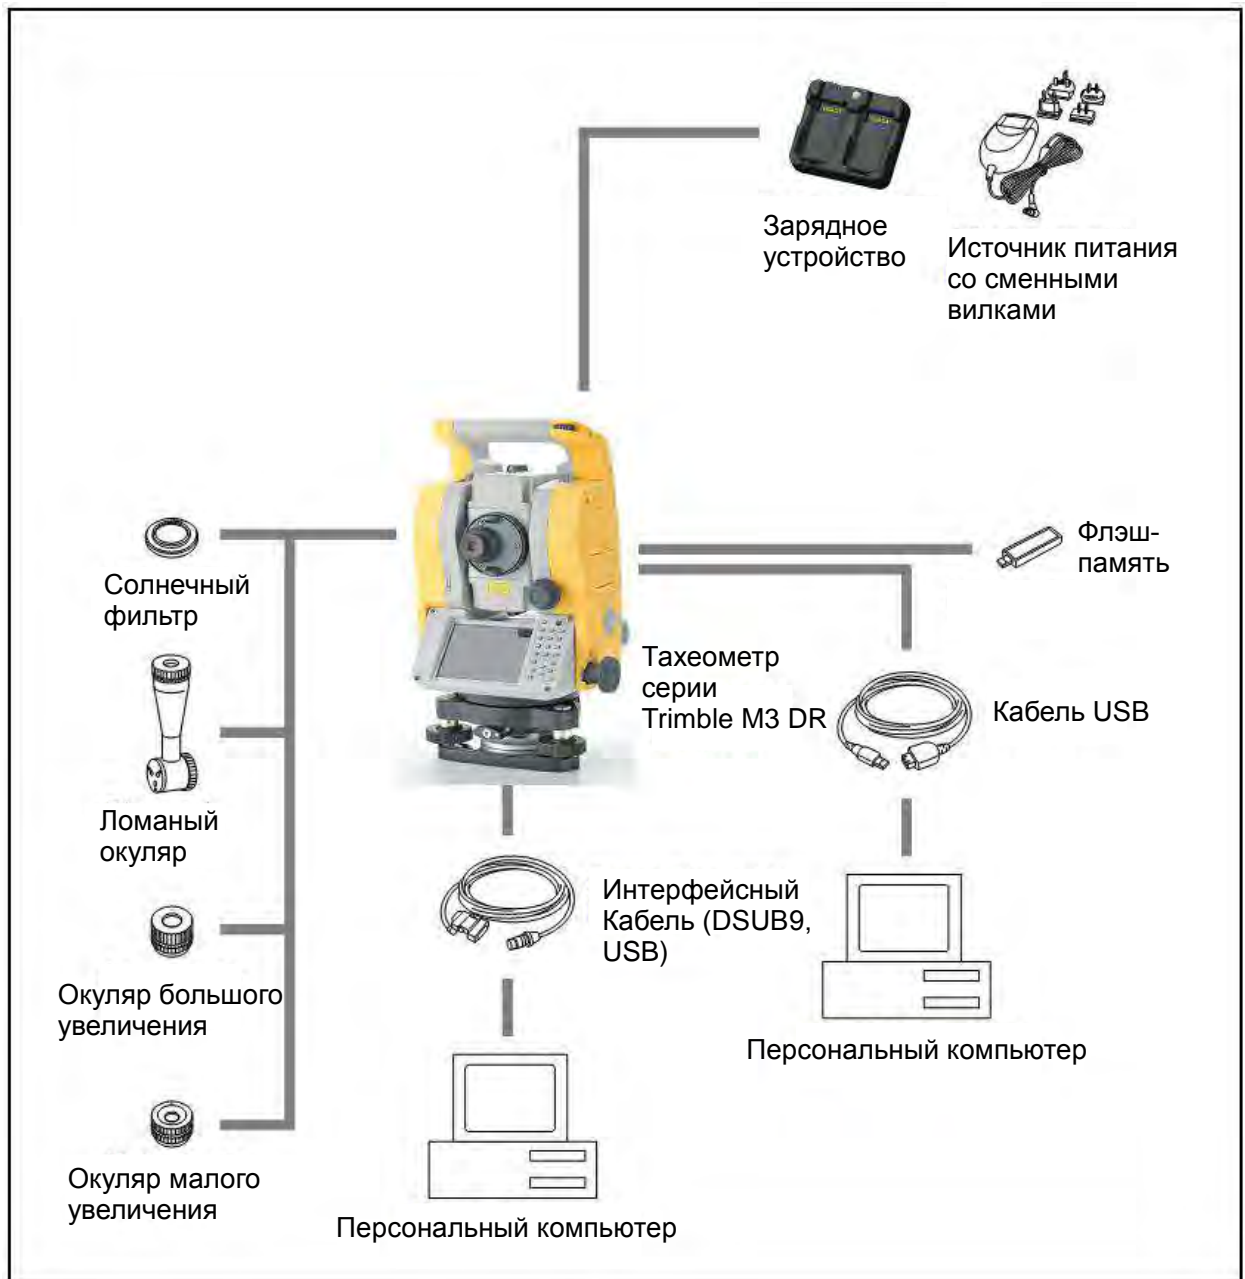 Зарядное
устройство
Источник питания
со сменными
вилками
Флэш-
память
Солнечный
фильтр
Тахеометр
серии
Trimble M3 DR
Кабель USB
Ломаный
окуляр
Интерфейсный
Кабель (DSUB9,
USB)
Окуляр большого
увеличения
Персональный компьютер
Окуляр малого
увеличения
Персональный компьютер